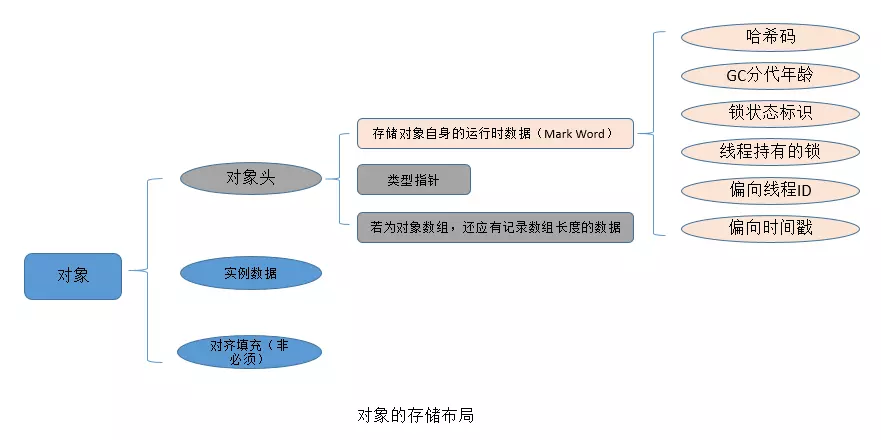 对象
对象头
存储对象自身的运行时数据（Mark Word）
哈希码
GC分代年龄
锁状态标识
线程持有的锁
偏向线程ID
偏向时间戳
类型指针
若为对象数组，还应有记录数组长度的数据
实例数据
对齐填充（非
必须）
对象的存储布局